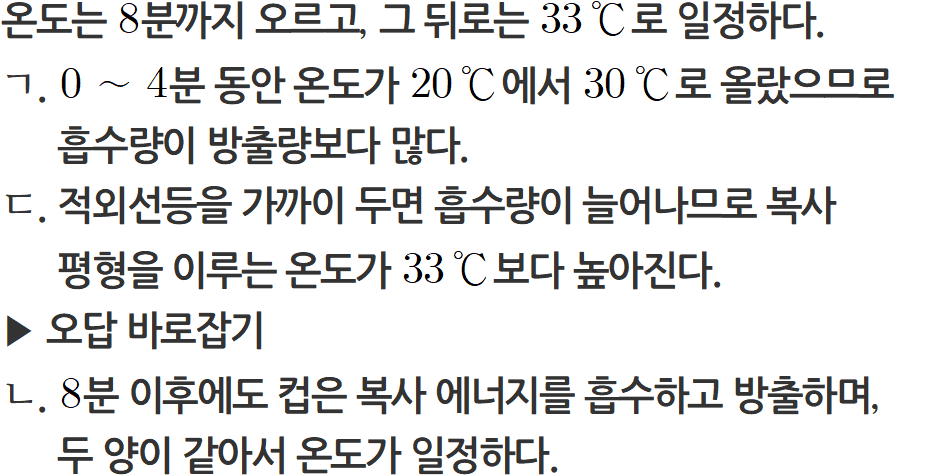 온도는 8분까지 오르고, 그 뒤로는 33℃로 일정하다.
ㄱ. 0 ~ 4분 동안 온도가 20℃에서 30℃로 올랐으므로
흡수량이 방출량보다 많다.
ㄷ. 적외선등을 가까이 두면 흡수량이 늘어나므로 복사
평형을 이루는 온도가 33℃보다 높아진다.
▶ 오답 바로잡기
ㄴ. 8분 이후에도 컵은 복사 에너지를 흡수하고 방출하며,
두 양이 같아서 온도가 일정하다.